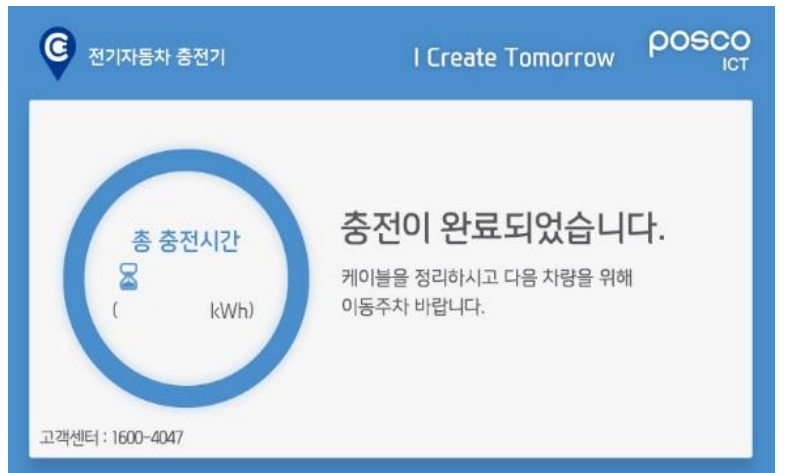 전기자동차 충전기
I Create Tomorrow
posco
ICT
총 충전시간
( kWh)
충전이 완료되었습니다.
케이블을 정리하시고 다음 차량을 위해
이동주차 바랍니다.
고객센터 : 1600-4047